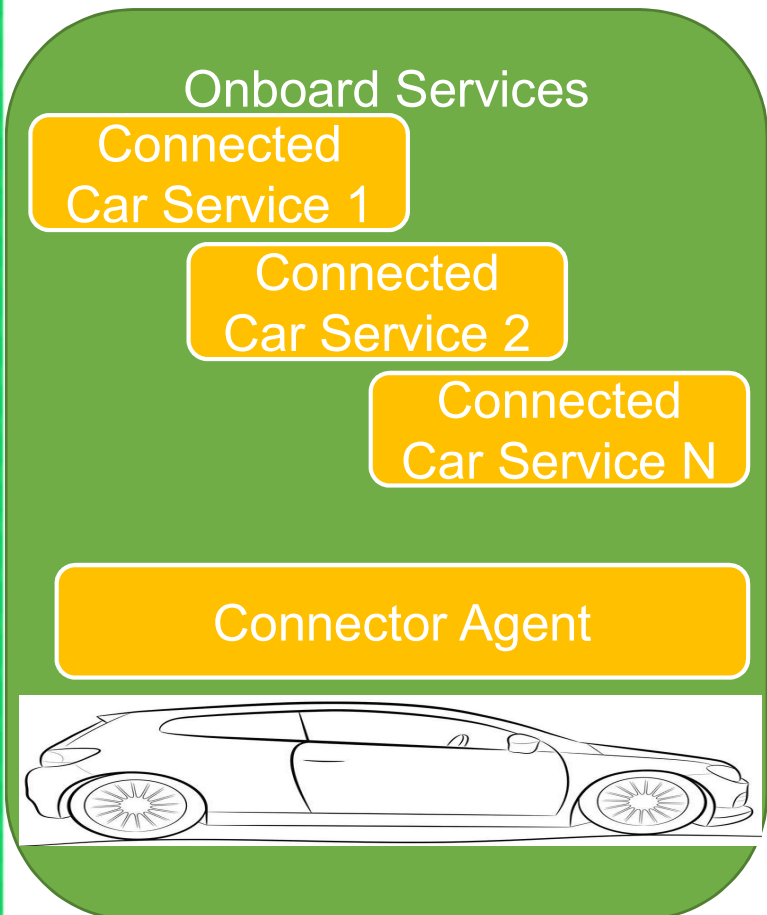 Onboard Services
Connected
Car Service 1
Connected
Car Service 2
Connected
Car Service N
Connector Agent